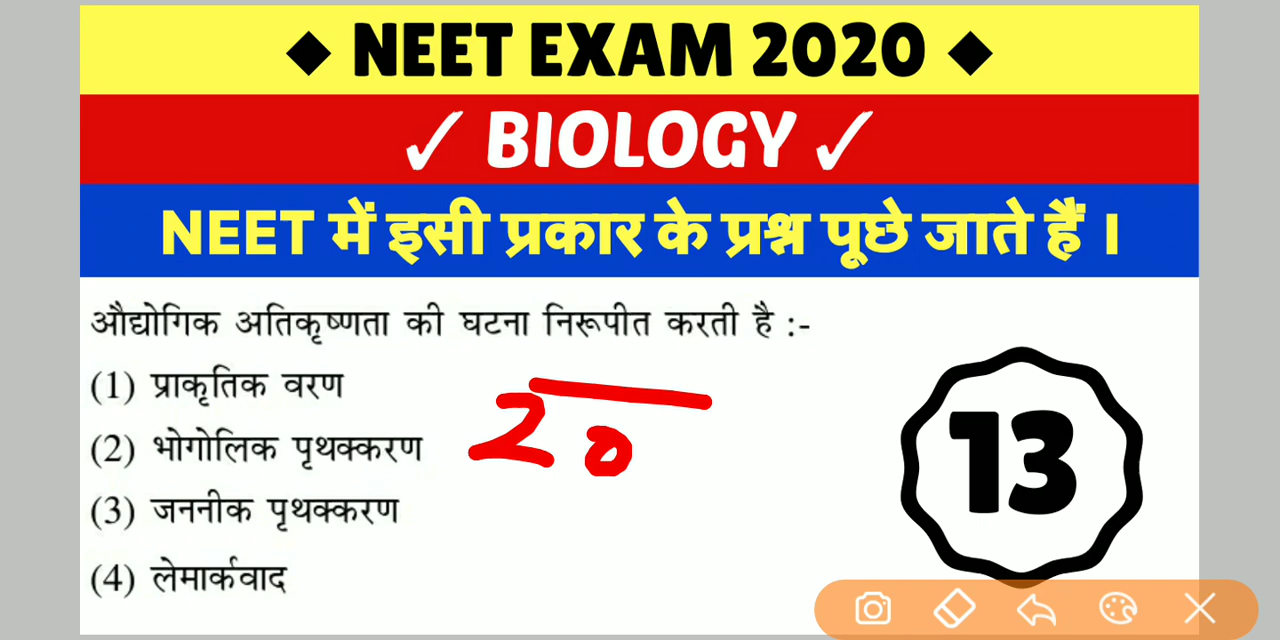 ◆ NEET EXAM 2020 ◆
✓ BIOLOGY ✓
NEET में इसी प्रकार के प्रश्न पूछे जाते हैं ।
औद्योगिक अतिकृष्णता की घटना निरूपीत करती है :-
(1) प्राकृतिक वरण
(2) भोगोलिक पृथक्करण
(3) जननीक पृथक्करण
(4) लेमार्कवाद
20
13